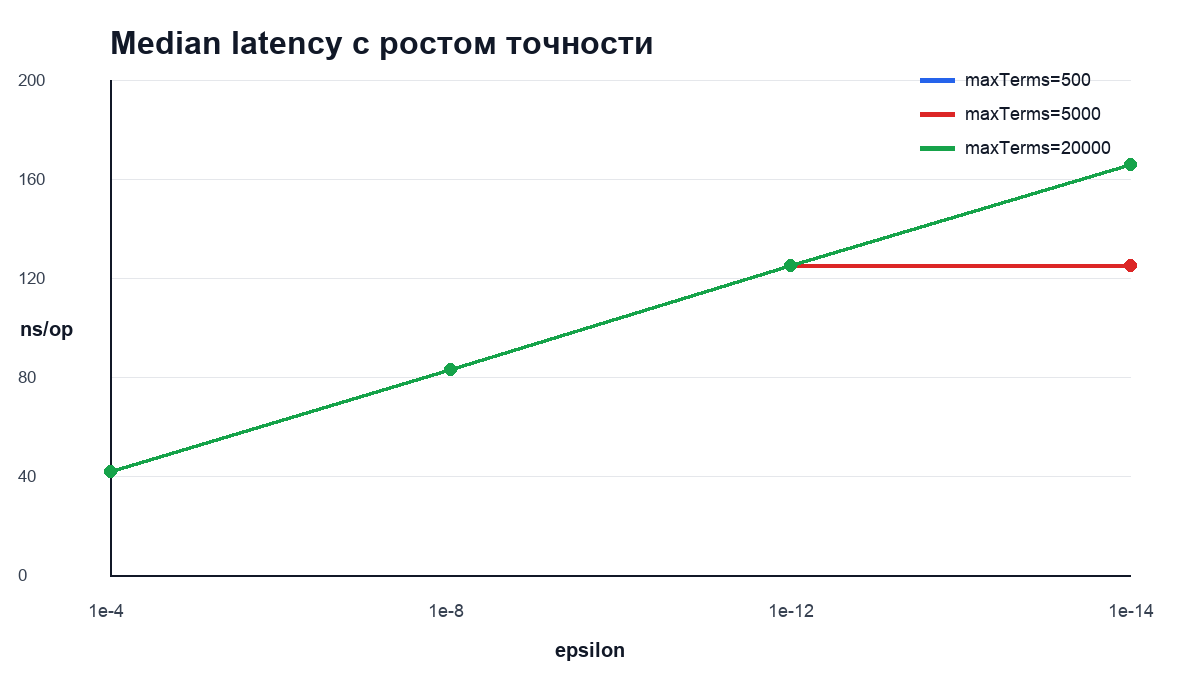 Median latency с ростом точности
200
maxTerms=500
maxTerms=5000
maxTerms=20000
160
120
ns/op
80
40
0
1e-4 1e-8 1e-12 1e-14
epsilon